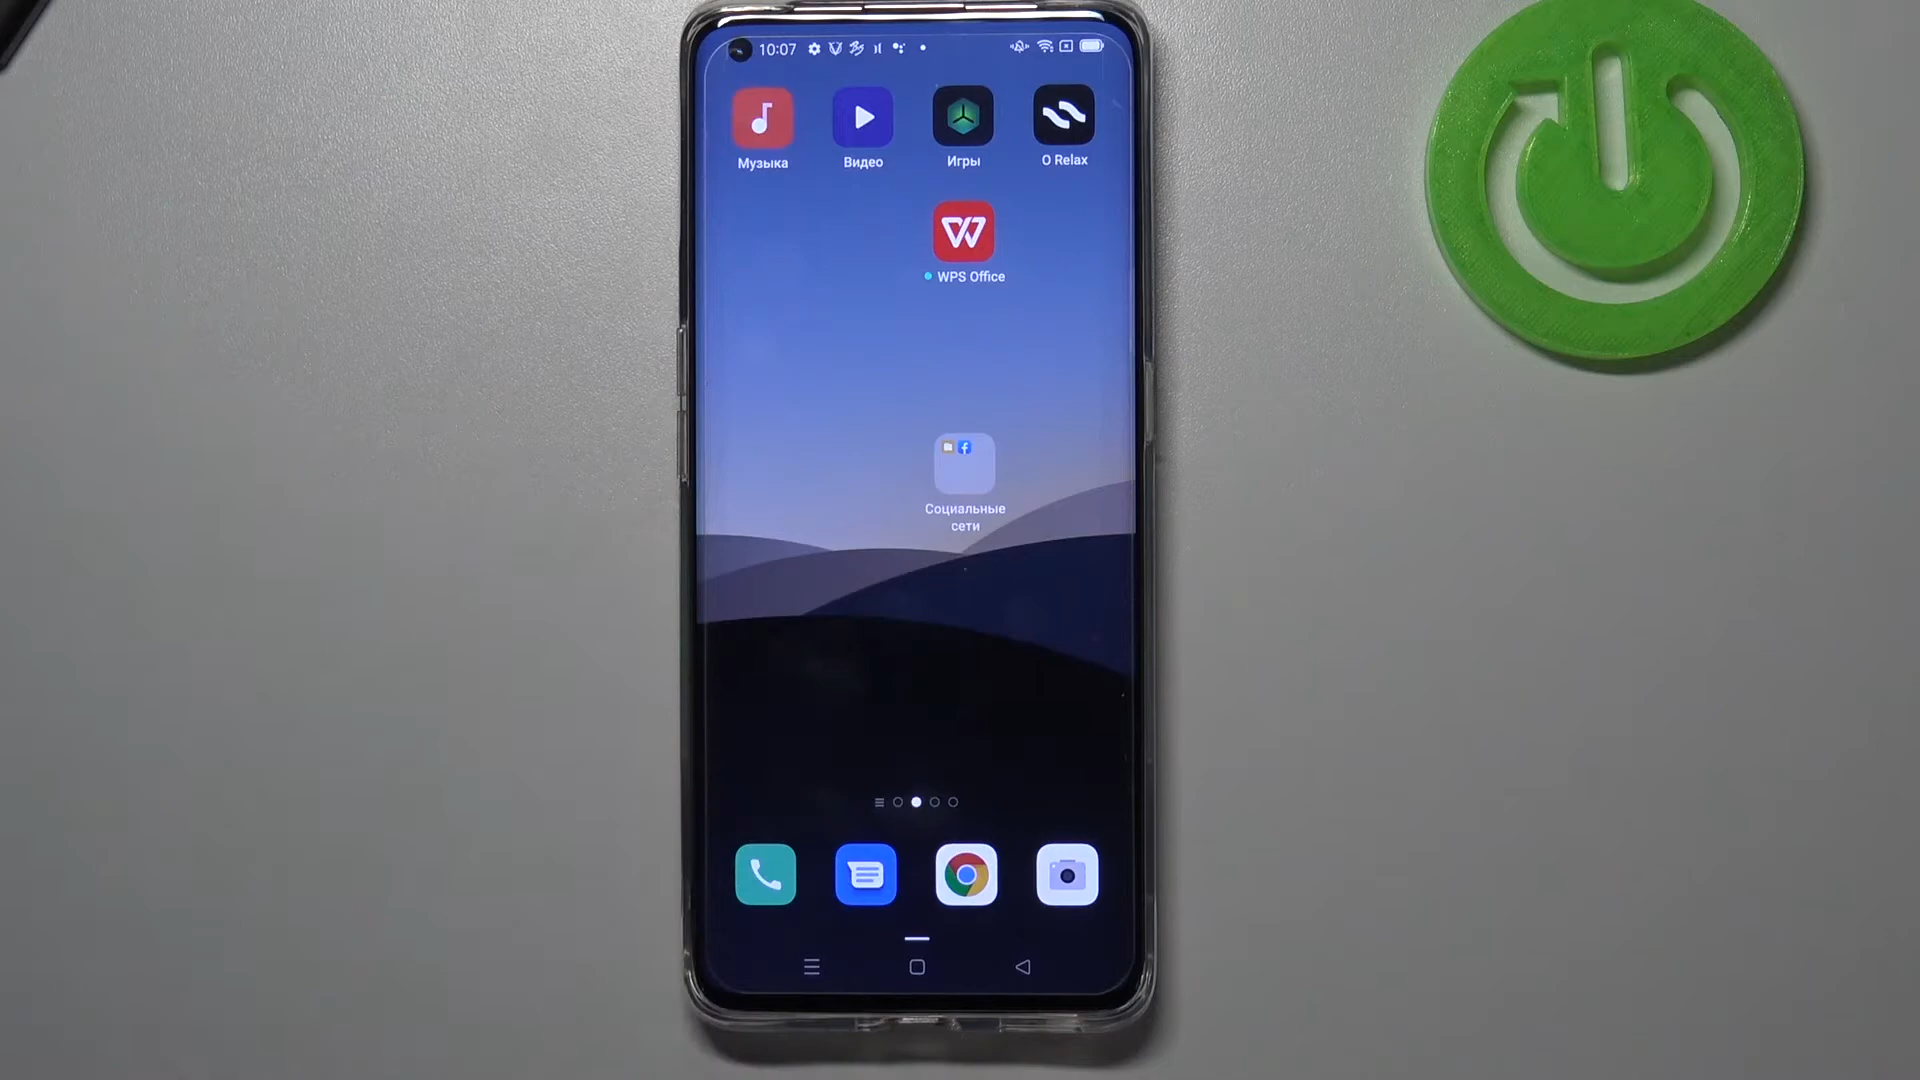 10:07
Музыка
Видео
Игры
O Relax
WPS Office
Социальные
сети